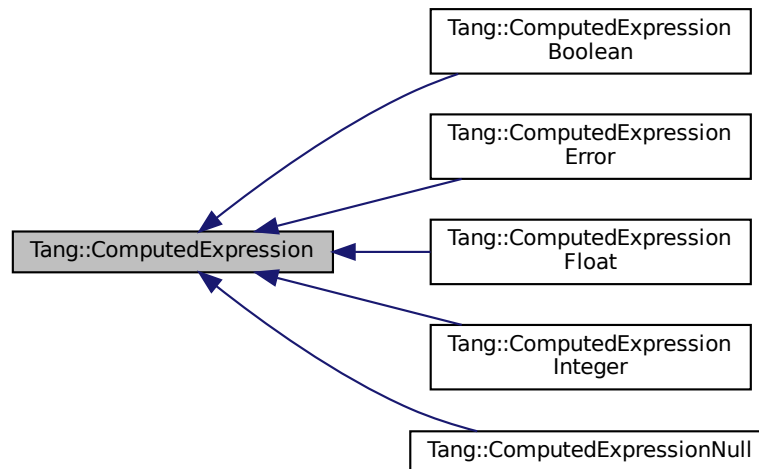 Tang::ComputedExpression
Boolean
Tang::ComputedExpression
Error
Tang::ComputedExpression
Tang::ComputedExpression
Float
Tang::ComputedExpression
Integer
Tang::ComputedExpressionNull